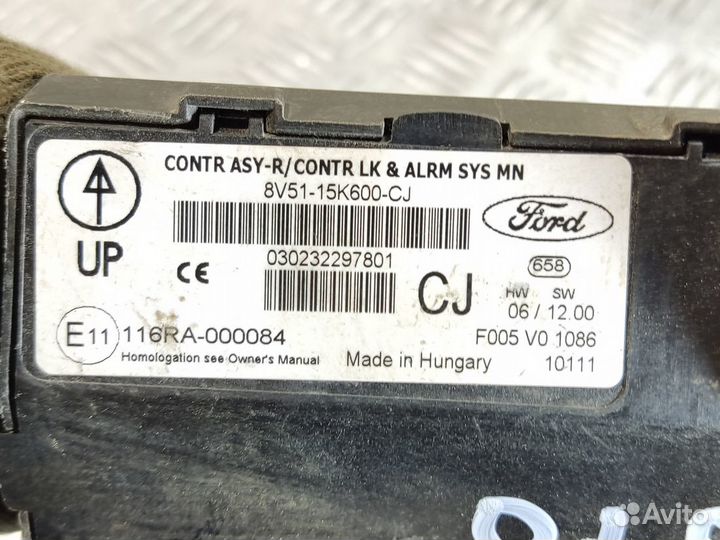 CONTR ASY-R/CONTR LK & ALRM SYS MN
8V51-15K600-CJ
Ford
UP
CE
030232297801
CJ
658
HW SW
06 / 12.00
E11 116RA-000084
F005 V0 1086
Homologation see Owner's Manual
Made in Hungary
10111
Avito